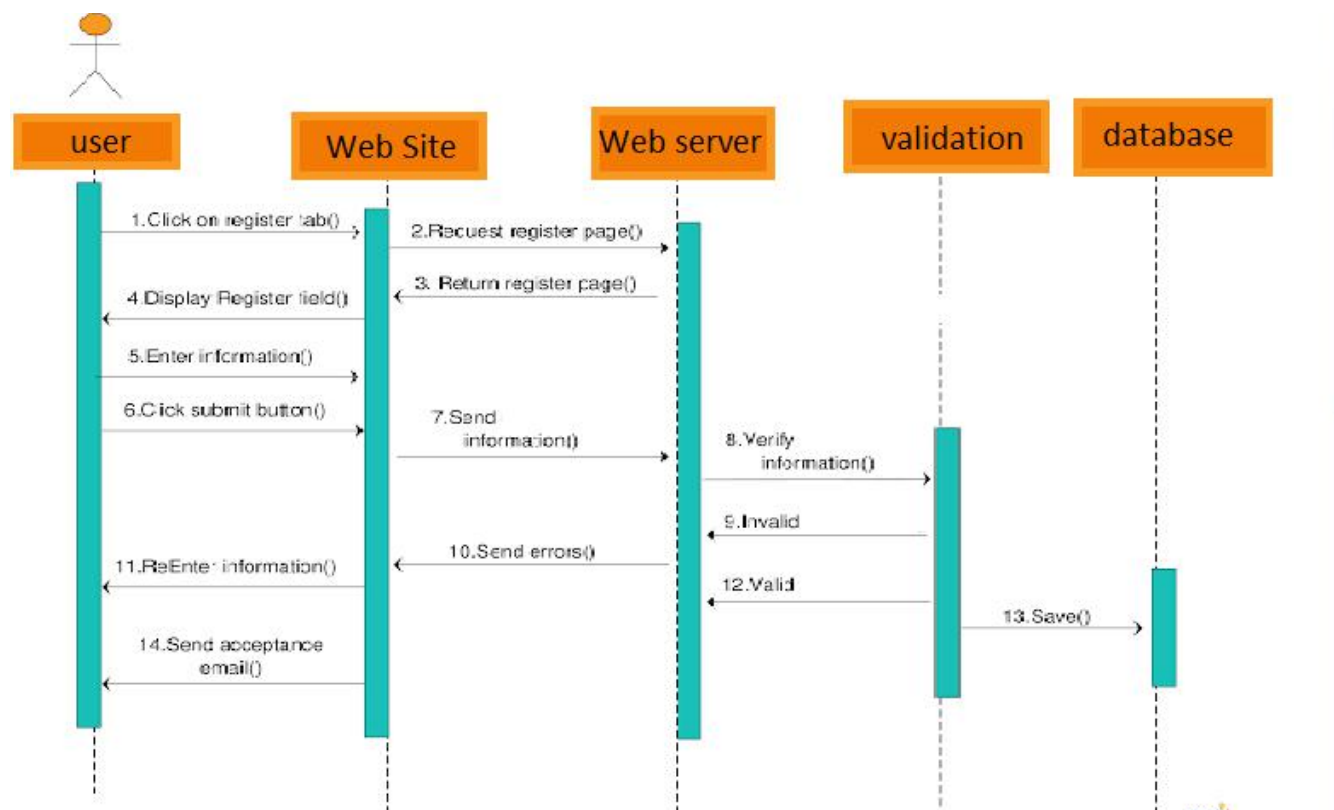 user
Web Site
Web server
validation
database
1.Click on register tab()
2.Recuest register page()
3. Return register page()
4.Display Register field()
5.Enter information()
6.Click submit button()
7.Send
information()
8.Verify
information()
9.Invalid
10.Send errors()
11.ReEnter information()
12.Valid
13.Save()
14.Send acceptance
email()